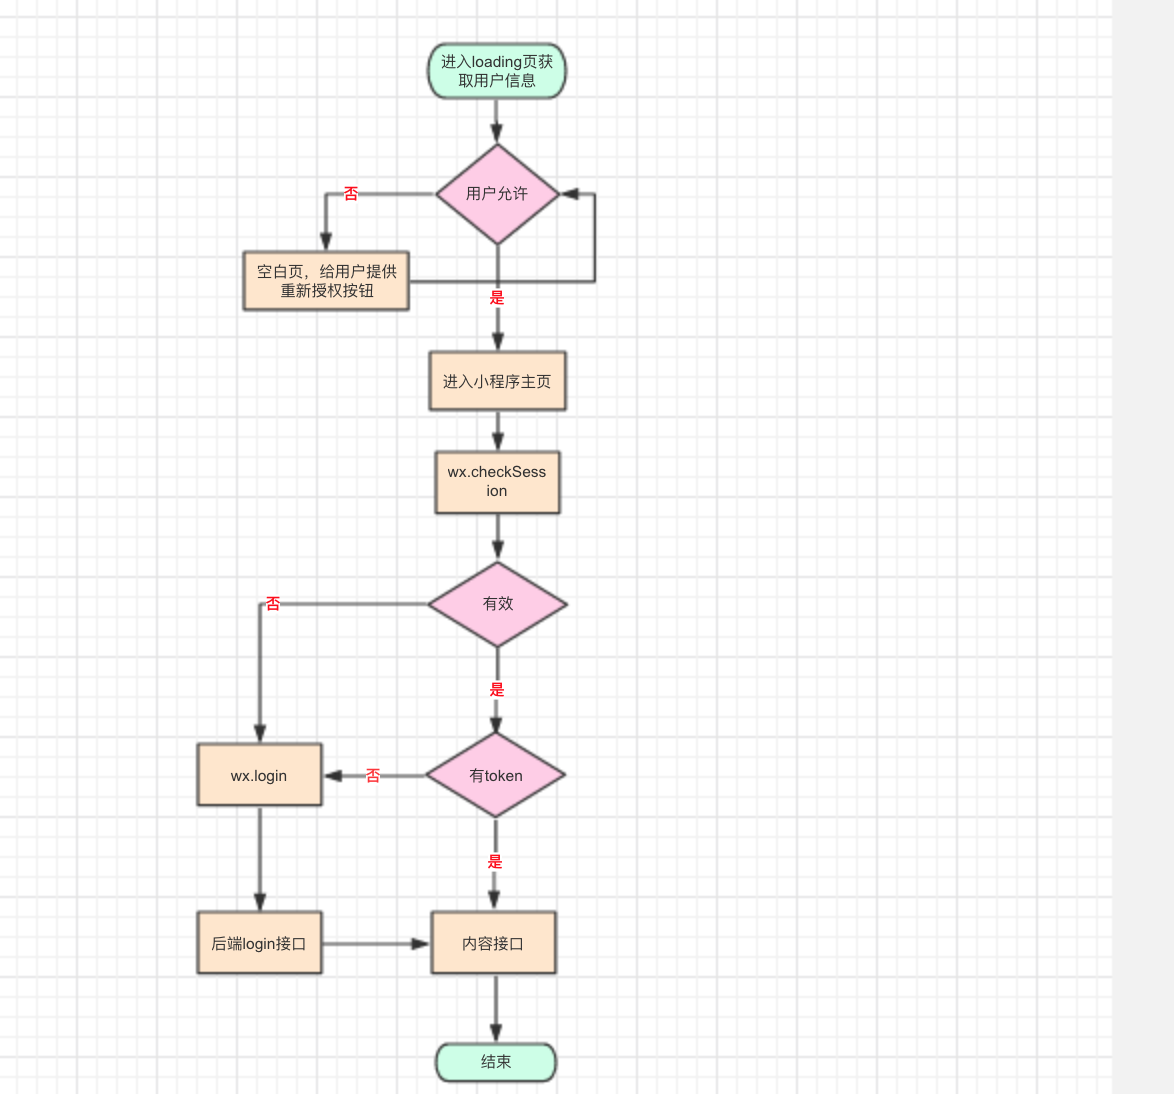 进入loading页获
取用户信息
用户允许
否
空白页，给用户提供
重新授权按钮
是
进入小程序主页
wx.checkSess
ion
有效
否
是
wx.login
否
有token
是
后端login接口
内容接口
结束